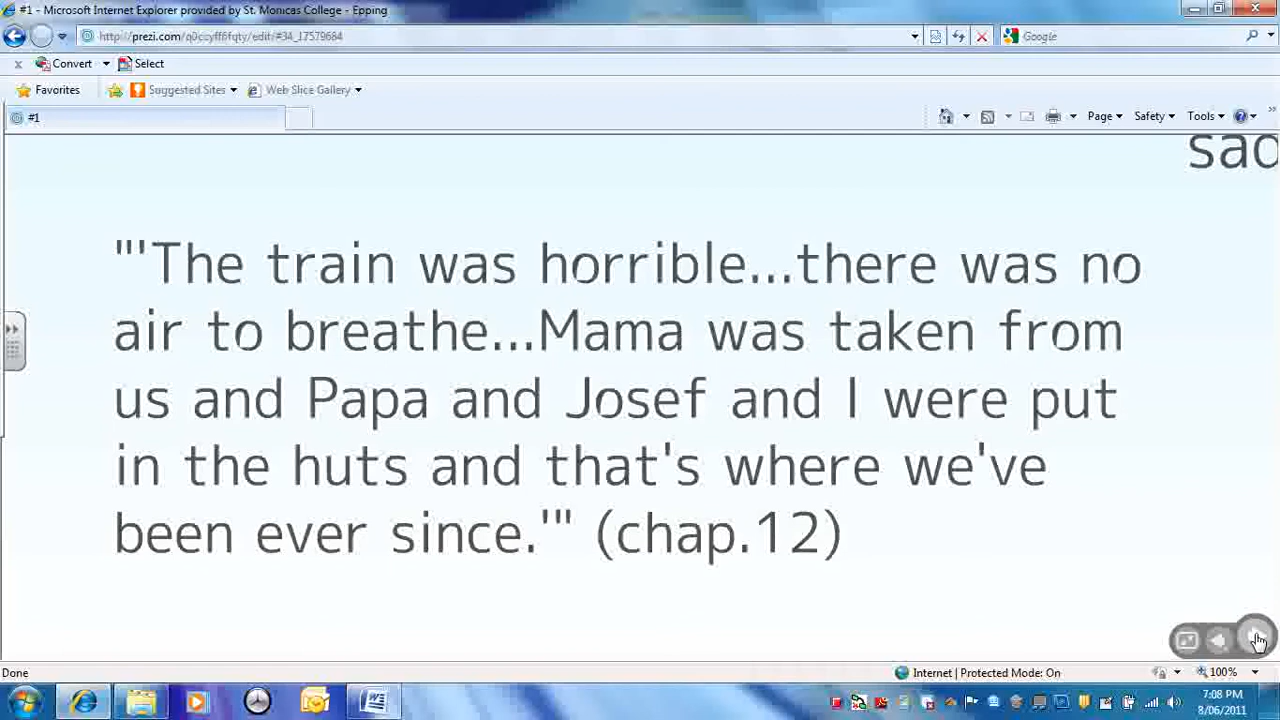 #1 - Microsoft Internet Explorer provided by St. Monicas College - Epping
Google
Convert
Select
Favorites
Suggested Sites
Web Slice Gallery
#1
Page
Safety
Tools
sad
"'The train was horrible...there was no
air to breathe...Mama was taken from
us and Papa and Josef and I were put
in the huts and that's where we've
been ever since.'" (chap.12)
Done
Internet | Protected Mode: On
100%
7:08 PM
8/06/2011